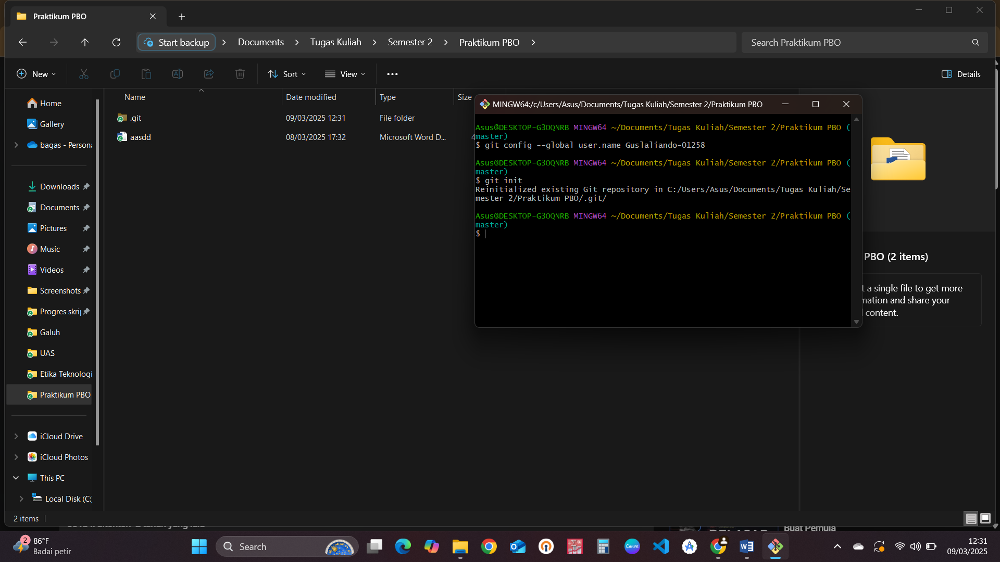 Praktikum PBO
Start backup
Documents
Tugas Kuliah
Semester 2
Praktikum PBO
Search Praktikum PBO
New
Sort
View
Details
Name
Date modified
Type
Size
.git
09/03/2025 12:31
File folder
aasdd
08/03/2025 17:32
Microsoft Word D...
Home
Gallery
bagas - Persona
Downloads
Documents
Pictures
Music
Videos
Screenshots
Progres skrip
Galuh
UAS
Etika Teknologi
Praktikum PBO
iCloud Drive
iCloud Photos
This PC
Local Disk (C:
2 items
MINGW64:/c/Users/Asus/Documents/Tugas Kuliah/Semester 2/Praktikum PBO
Asus@DESKTOP-G3OQNRB MINGW64 ~/Documents/Tugas Kuliah/Semester 2/Praktikum PBO (
master)
$ git config --global user.name Guslaliando-01258
Asus@DESKTOP-G3OQNRB MINGW64 ~/Documents/Tugas Kuliah/Semester 2/Praktikum PBO (
master)
$ git init
Reinitialized existing Git repository in C:/Users/Asus/Documents/Tugas Kuliah/Se
mester 2/Praktikum PBO/.git/
Asus@DESKTOP-G3OQNRB MINGW64 ~/Documents/Tugas Kuliah/Semester 2/Praktikum PBO (
master)
$
PBO (2 items)
t a single file to get more
mation and share your
content.
Buat Pemula
2
86°F
Badai petir
Search
Canva
12:31
09/03/2025